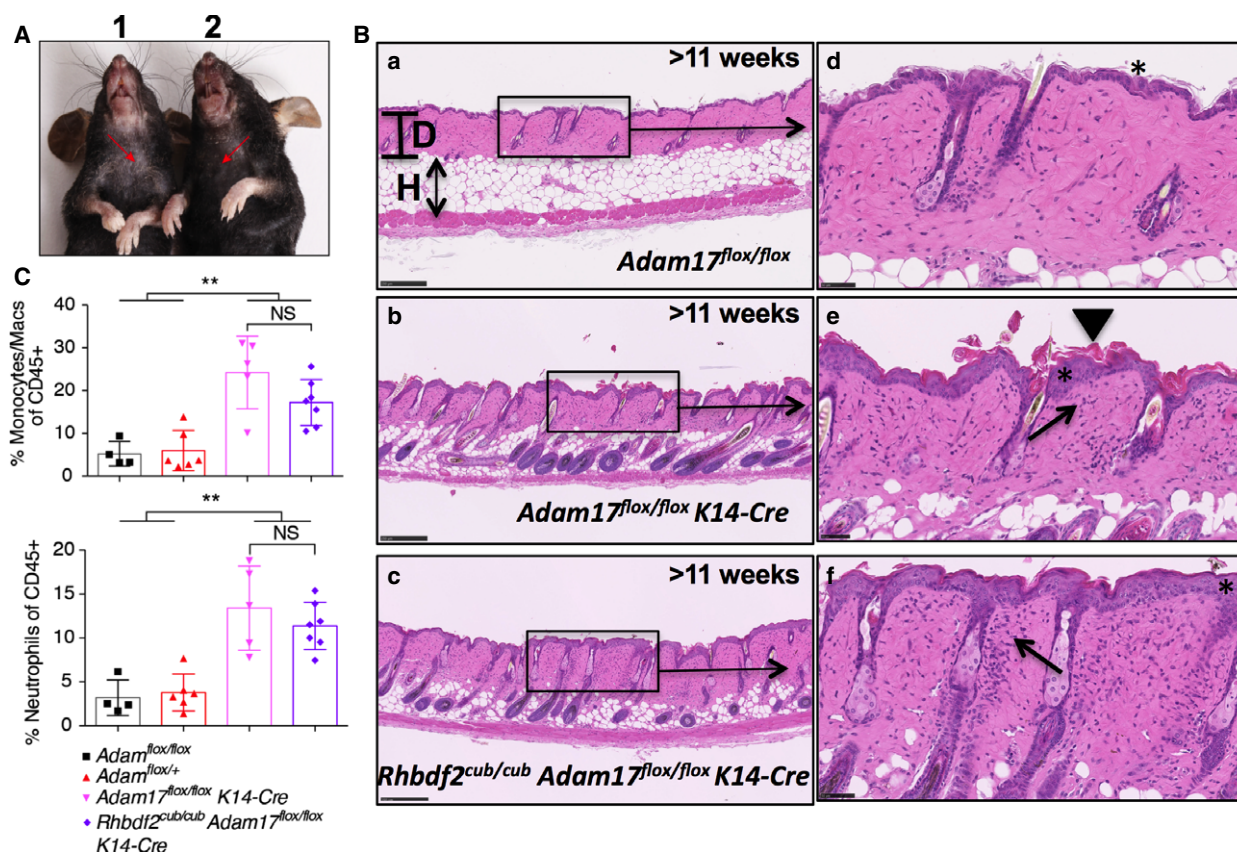 A
1 2
B
a
>11 weeks
D
H
Adam17flox/flox
d
*
b
>11 weeks
Adam17flox/flox K14-Cre
e
*
c
>11 weeks
Rhbdf2cub/cub Adam17flox/flox K14-Cre
f
*
C
% Monocytes/Macs
of CD45+
40
30
20
10
0
**
NS
% Neutrophils of CD45+
20
15
10
5
0
**
NS
Adamflox/flox
Adamflox/+
Adam17flox/flox K14-Cre
Rhbdf2cub/cub Adam17flox/flox
K14-Cre